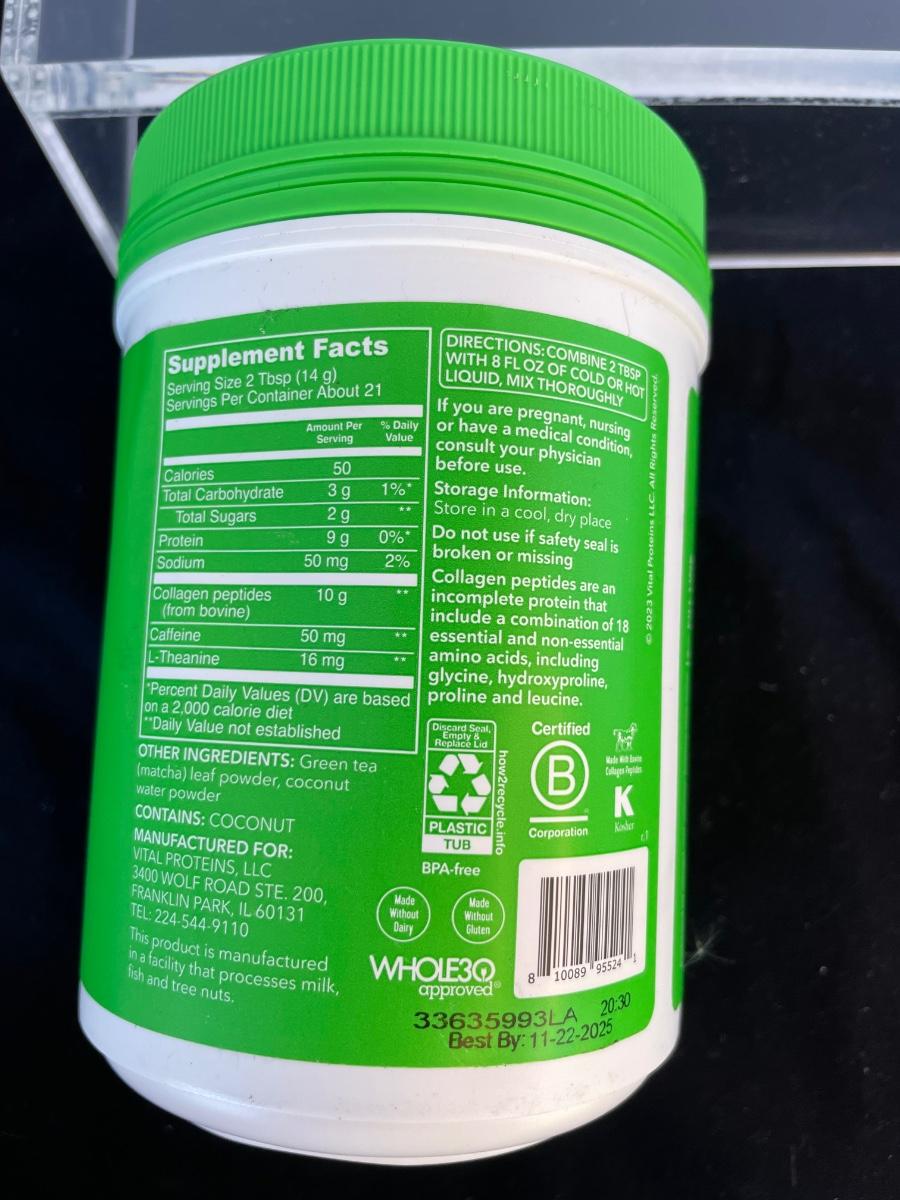 Supplement Facts
Serving Size 2 Tbsp (14 g)
Servings Per Container About 21
Amount Per Serving % Daily Value
Calories 50
Total Carbohydrate 3 g 1%*
Total Sugars 2 g **
Protein 9 g 0%*
Sodium 50 mg 2%
Collagen peptides 10 g **
(from bovine)
Caffeine 50 mg **
L-Theanine 16 mg **
*Percent Daily Values (DV) are based
on a 2,000 calorie diet
**Daily Value not established
OTHER INGREDIENTS: Green tea
(matcha) leaf powder, coconut
water powder
CONTAINS: COCONUT
MANUFACTURED FOR:
VITAL PROTEINS, LLC
3400 WOLF ROAD STE. 200,
FRANKLIN PARK, IL 60131
TEL: 224-544-9110
This product is manufactured
in a facility that processes milk,
fish and tree nuts.
DIRECTIONS: COMBINE 2 TBSP
WITH 8 FL OZ OF COLD OR HOT
LIQUID, MIX THOROUGHLY
If you are pregnant, nursing
or have a medical condition,
consult your physician
before use.
Storage Information:
Store in a cool, dry place
Do not use if safety seal is
broken or missing
Collagen peptides are an
incomplete protein that
include a combination of 18
essential and non-essential
amino acids, including
glycine, hydroxyproline,
proline and leucine.
© 2023 Vital Proteins LLC. All Rights Reserved.
Discard Seal,
Empty &
Replace Lid
PLASTIC
TUB
how2recycle.info
BPA-free
Certified
B
Corporation
Made With Bovine
Collagen Peptides
K
Kosher
r.1
Made
Without
Dairy
Made
Without
Gluten
WHOLE30
approved®
8 10089 95524 1
33635993LA 20:30
Best By: 11-22-2025